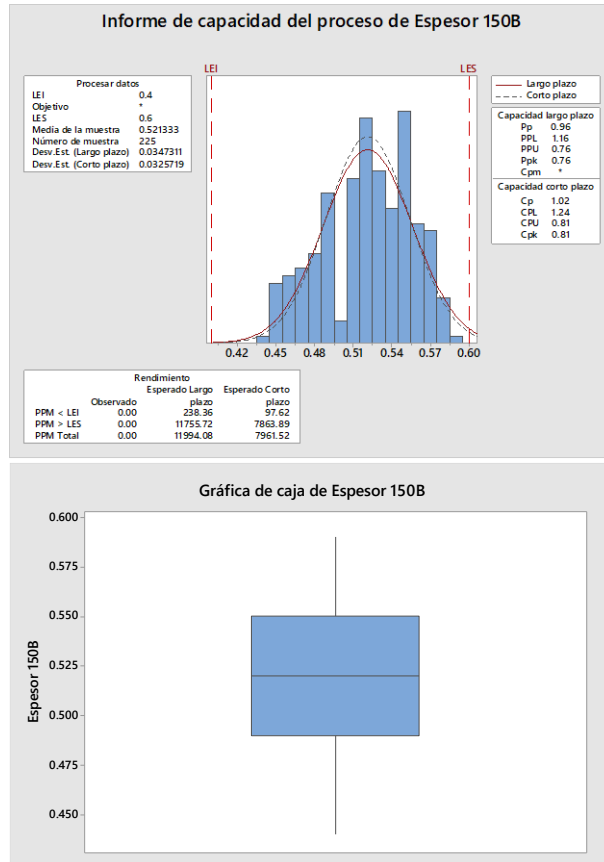 Informe de capacidad del proceso de Espesor 150B
LEI LES
Procesar datos
LEI 0.4
Objetivo *
LES 0.6
Media de la muestra 0.521333
Número de muestra 225
Desv.Est. (Largo plazo) 0.0347311
Desv.Est. (Corto plazo) 0.0325719
Largo plazo
Corto plazo
Capacidad largo plazo
Pp 0.96
PPL 1.16
PPU 0.76
Ppk 0.76
Cpm *
Capacidad corto plazo
Cp 1.02
CPL 1.24
CPU 0.81
Cpk 0.81
0.42 0.45 0.48 0.51 0.54 0.57 0.60
Rendimiento
Esperado Largo Esperado Corto
Observado plazo plazo
PPM < LEI 0.00 238.36 97.62
PPM > LES 0.00 11755.72 7863.89
PPM Total 0.00 11994.08 7961.52
Gráfica de caja de Espesor 150B
0.600
0.575
0.550
0.525
0.500
0.475
0.450
Espesor 150B